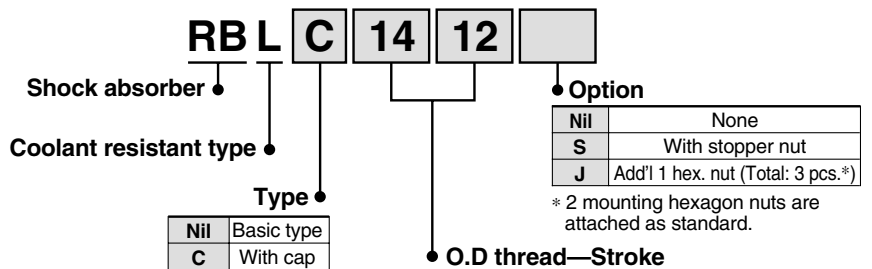 RB L C 14 12
Shock absorber
Coolant resistant type
Type
Nil Basic type
C With cap
O.D thread—Stroke
Option
Nil None
S With stopper nut
J Add'l 1 hex. nut (Total: 3 pcs.*)
* 2 mounting hexagon nuts are
attached as standard.